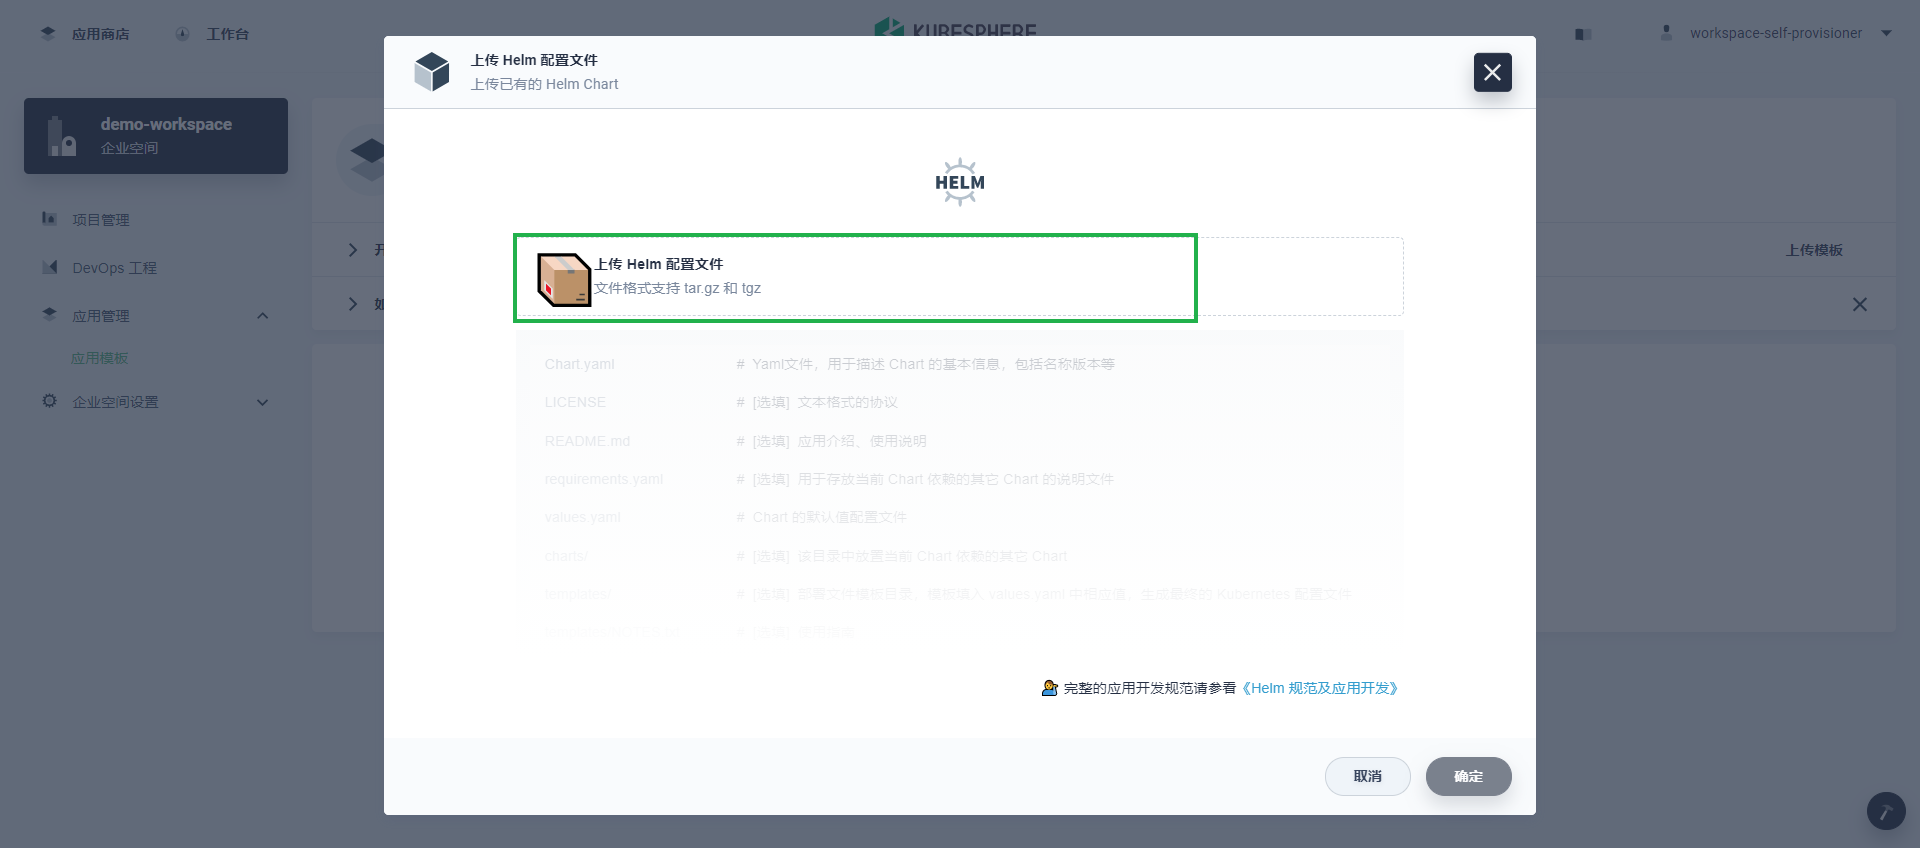 应用商店
工作台
KUBESPHERE
workspace-self-provisioner
demo-workspace
企业空间
项目管理
DevOps 工程
应用管理
应用模板
企业空间设置
上传模板
上传 Helm 配置文件
上传已有的 Helm Chart
HELM
上传 Helm 配置文件
文件格式支持 tar.gz 和 tgz
Chart.yaml # Yaml文件，用于描述 Chart 的基本信息，包括名称版本等
LICENSE # [选填] 文本格式的协议
README.md # [选填] 应用介绍、使用说明
requirements.yaml # [选填] 用于存放当前 Chart 依赖的其它 Chart 的说明文件
values.yaml # Chart 的默认值配置文件
charts/ # [选填] 该目录中放置当前 Chart 依赖的其它 Chart
templates/ # [选填] 部署文件模板目录，模板填入 values.yaml 中相应值，生成最终的 Kubernetes 配置文件
# [选填]
完整的应用开发规范请参看《Helm 规范及应用开发》
取消
确定